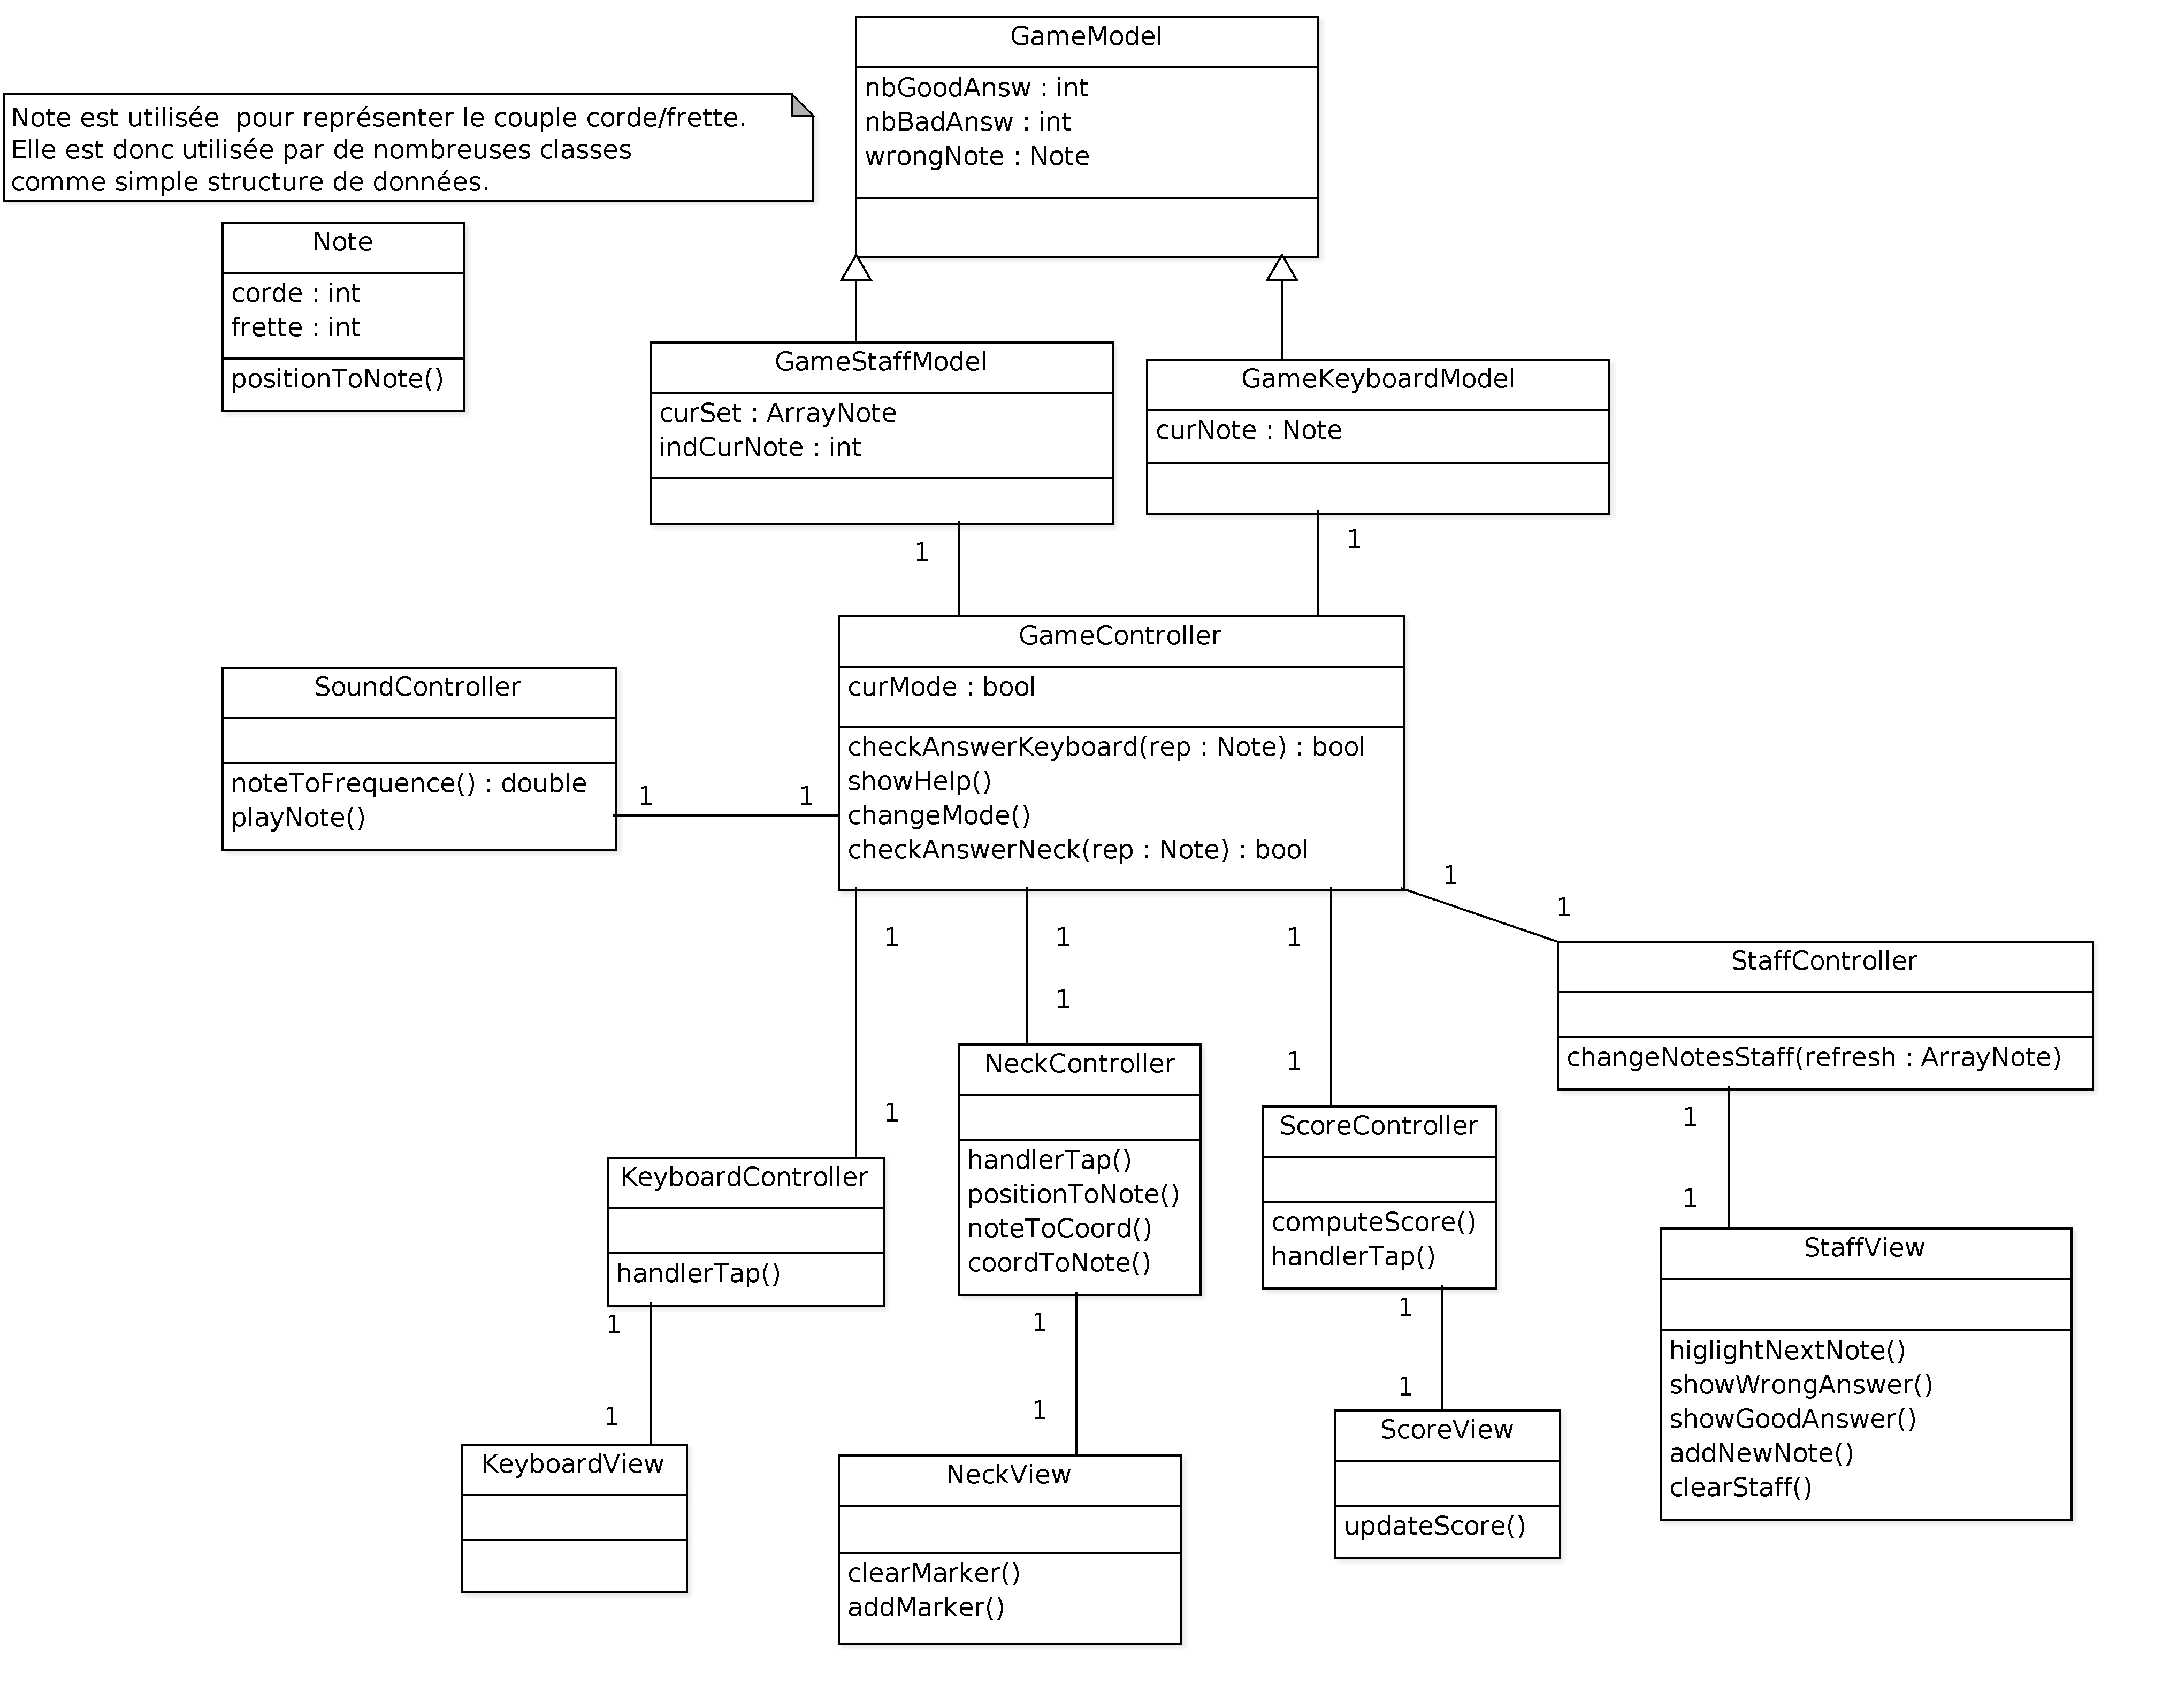 GameModel
nbGoodAnsw : int
nbBadAnsw : int
wrongNote : Note
Note est utilisée  pour représenter le couple corde/frette.
Elle est donc utilisée par de nombreuses classes
comme simple structure de données.
Note
corde : int
frette : int
positionToNote()
GameStaffModel
curSet : ArrayNote
indCurNote : int
GameKeyboardModel
curNote : Note
1
1
GameController
curMode : bool
checkAnswerKeyboard(rep : Note) : bool
showHelp()
changeMode()
checkAnswerNeck(rep : Note) : bool
SoundController
noteToFrequence() : double
playNote()
1
1
1
1
1
1
1
1
1
1
1
StaffController
changeNotesStaff(refresh : ArrayNote)
NeckController
handlerTap()
positionToNote()
noteToCoord()
coordToNote()
ScoreController
computeScore()
handlerTap()
KeyboardController
handlerTap()
1
1
1
1
1
1
1
1
StaffView
higlightNextNote()
showWrongAnswer()
showGoodAnswer()
addNewNote()
clearStaff()
ScoreView
updateScore()
KeyboardView
NeckView
clearMarker()
addMarker()